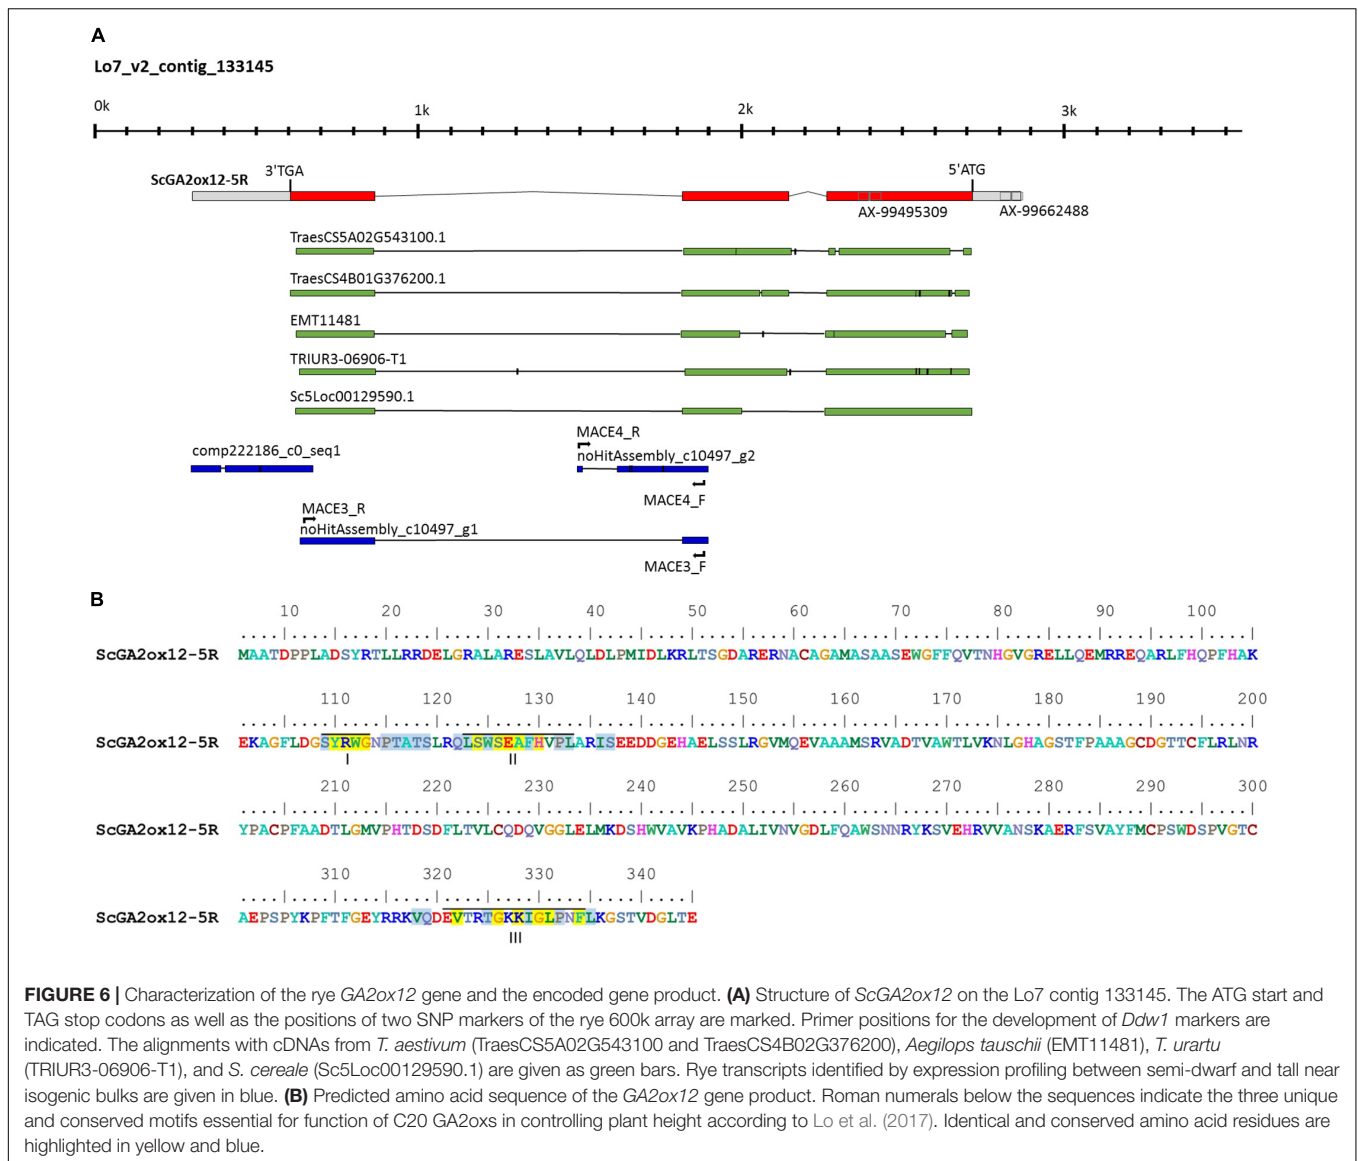 A
Lo7_v2_contig_133145
0k 1k 2k 3k
3'TGA 5'ATG
ScGA2ox12-5R
AX-99495309 AX-99662488
TraesCS5A02G543100.1
TraesCS4B01G376200.1
EMT11481
TRIUR3-06906-T1
Sc5Loc00129590.1
MACE4_R
comp222186_c0_seq1 noHitAssembly_c10497_g2
MACE4_F
MACE3_R
noHitAssembly_c10497_g1
MACE3_F
B
10 20 30 40 50 60 70 80 90 100
ScGA2ox12-5R MAATDPPLADSYRTLLRRDELGRALARESLAVLQLDLPMIDLKRLTSGDARERNACAGAMASAASEWGFFQVTNHGVGRELLQEMRREQARLFHQPFHAK
110 120 130 140 150 160 170 180 190 200
ScGA2ox12-5R EKAGFLDGSYRWGNPTATSLRQLSWSEAFHVPLARISEEDDGEHAELSSLRGVMQEVAAAMSRVADTVAWTLVKNLGHAGSTFPAAAGCDGTTCFLRLNR
I II
210 220 230 240 250 260 270 280 290 300
ScGA2ox12-5R YPACPFAADTLGMVPHTDSDFLTVLCQDQVGGLELMKDSHWVAVKPHADALIVNVGDLFQAWSNNRYKSVEHRVVANSKAERFSVAYFMCPSWDSPVGTC
310 320 330 340
ScGA2ox12-5R AEPSPYKPFTFGEYRRKVQDEVTRTGKKIGLPNFLKGSTVDGLTE
III
FIGURE 6 | Characterization of the rye GA2ox12 gene and the encoded gene product. (A) Structure of ScGA2ox12 on the Lo7 contig 133145. The ATG start and
TAG stop codons as well as the positions of two SNP markers of the rye 600k array are marked. Primer positions for the development of Ddw1 markers are
indicated. The alignments with cDNAs from T. aestivum (TraesCS5A02G543100 and TraesCS4B02G376200), Aegilops tauschii (EMT11481), T. urartu
(TRIUR3-06906-T1), and S. cereale (Sc5Loc00129590.1) are given as green bars. Rye transcripts identified by expression profiling between semi-dwarf and tall near
isogenic bulks are given in blue. (B) Predicted amino acid sequence of the GA2ox12 gene product. Roman numerals below the sequences indicate the three unique
and conserved motifs essential for function of C20 GA2oxs in controlling plant height according to Lo et al. (2017). Identical and conserved amino acid residues are
highlighted in yellow and blue.